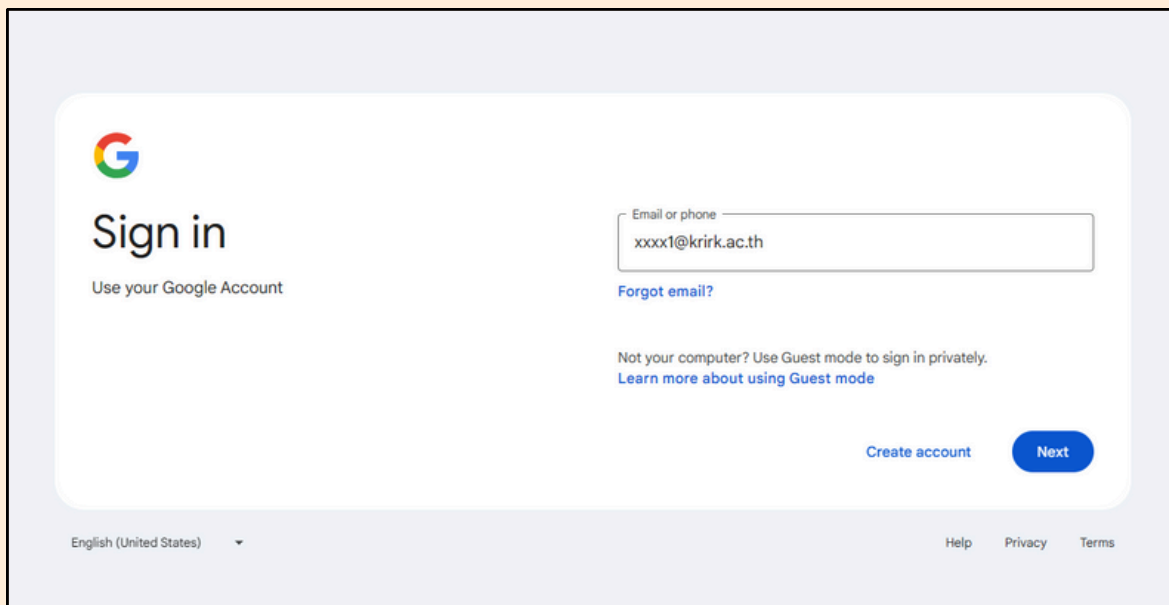 Sign in
Use your Google Account
Email or phone
xxxx1@krirk.ac.th
Forgot email?
Not your computer? Use Guest mode to sign in privately.
Learn more about using Guest mode
Create account
Next
English (United States)
Help Privacy Terms